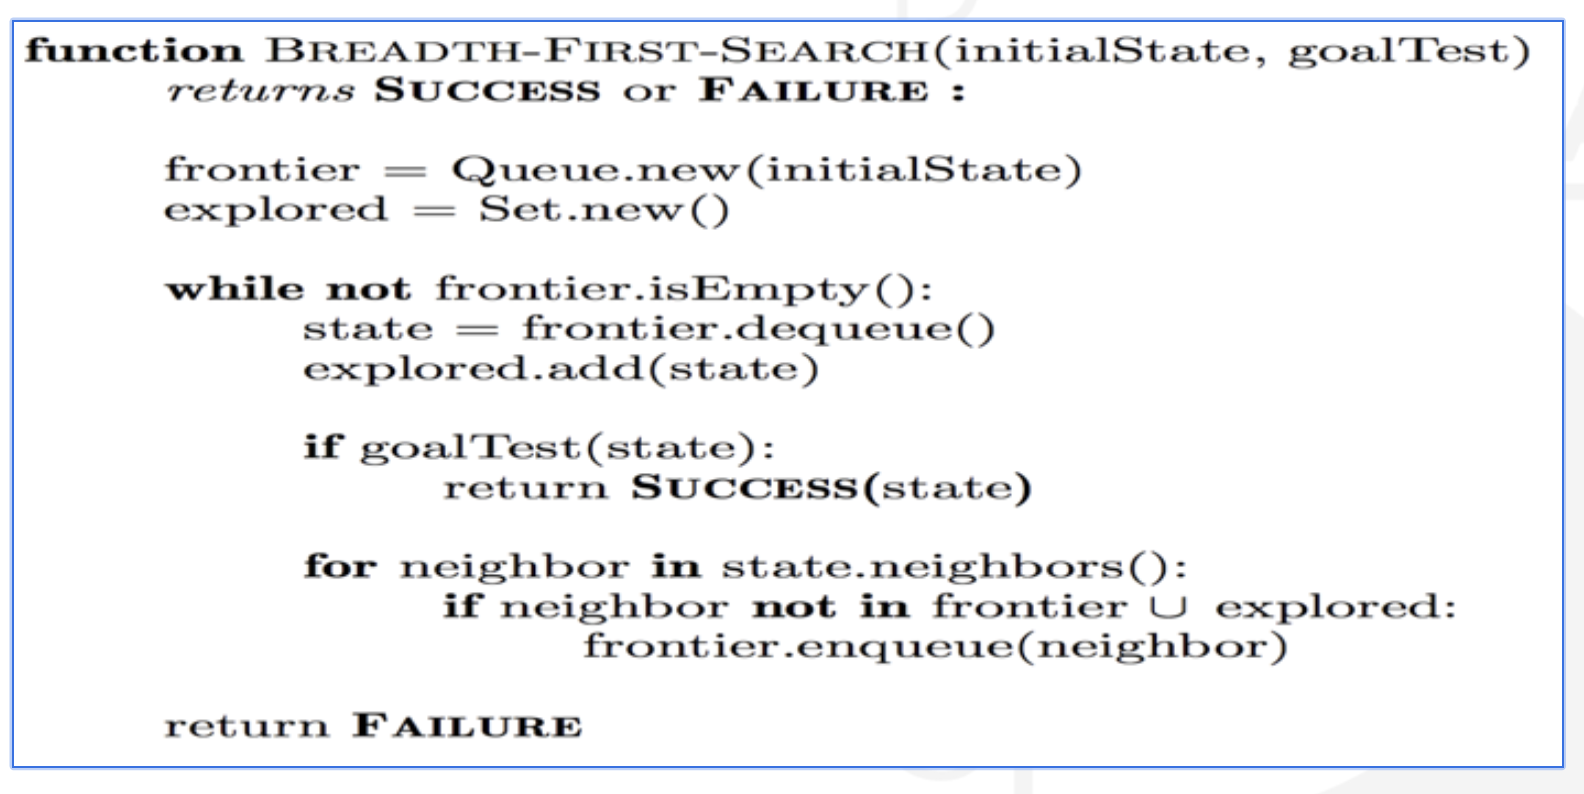 function BREADTH-FIRST-SEARCH(initialState, goalTest)
returns SUCCESS or FAILURE :
frontier = Queue.new(initialState)
explored = Set.new()
while not frontier.isEmpty():
state = frontier.dequeue()
explored.add(state)
if goalTest(state):
return SUCCESS(state)
for neighbor in state.neighbors():
if neighbor not in frontier ∪ explored:
frontier.enqueue(neighbor)
return FAILURE